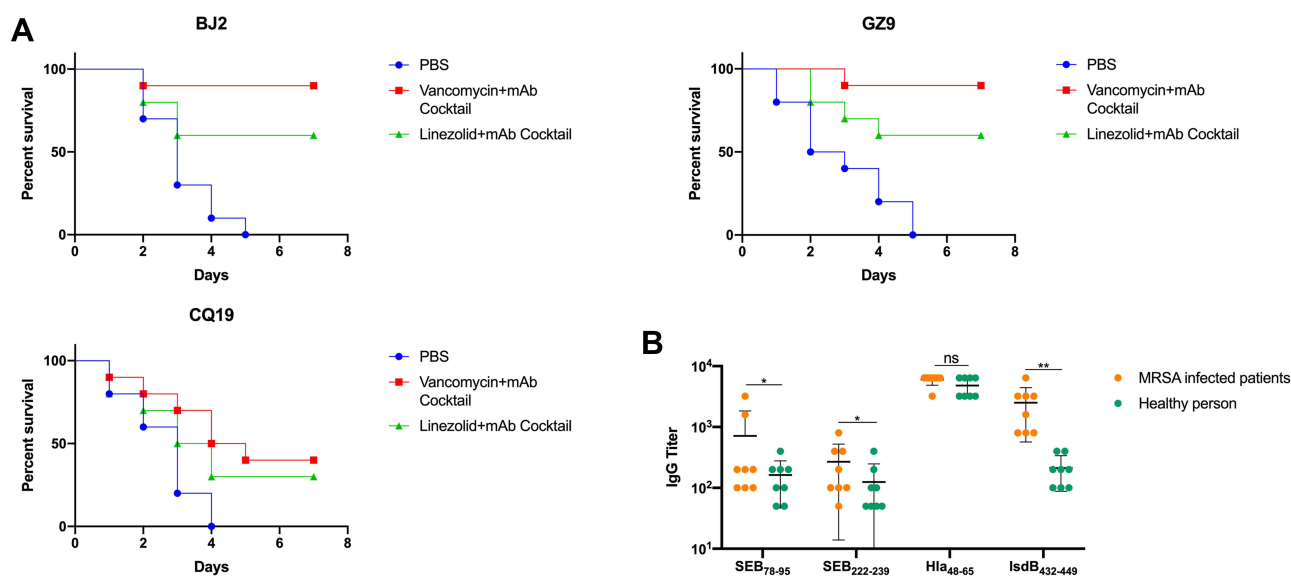 A
BJ2
Percent survival
100
50
0
0 2 4 6 8
Days
PBS
Vancomycin+mAb
Cocktail
Linezolid+mAb Cocktail
GZ9
Percent survival
100
50
0
0 2 4 6 8
Days
PBS
Vancomycin+mAb
Cocktail
Linezolid+mAb Cocktail
CQ19
Percent survival
100
50
0
0 2 4 6 8
Days
PBS
Vancomycin+mAb
Cocktail
Linezolid+mAb Cocktail
B
IgG Titer
10⁴
10³
10²
10¹
* * ns **
SEB78-95 SEB222-239 Hla48-65 IsdB432-449
MRSA infected patients
Healthy person